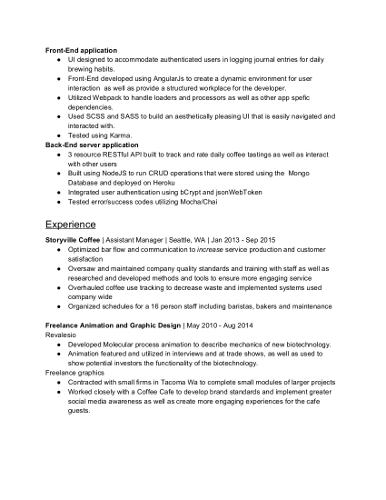 Front-End application
● UI designed to accommodate authenticated users in logging journal entries for daily
brewing habits.
● Front-End developed using AngularJs to create a dynamic environment for user
interaction as well as provide a structured workplace for the developer.
● Utilized Webpack to handle loaders and processors as well as other app spefic
dependencies.
● Used SCSS and SASS to build an aesthetically pleasing UI that is easily navigated and
interacted with.
● Tested using Karma.
Back-End server application
● 3 resource RESTful API built to track and rate daily coffee tastings as well as interact
with other users
● Built using NodeJS to run CRUD operations that were stored using the Mongo
Database and deployed on Heroku
● Integrated user authentication using bCrypt and jsonWebToken
● Tested error/success codes utilizing Mocha/Chai
Experience
Storyville Coffee | Assistant Manager | Seattle, WA | Jan 2013 - Sep 2015
● Optimized bar flow and communication to increase service production and customer
satisfaction
● Oversaw and maintained company quality standards and training with staff as well as
researched and developed methods and tools to ensure more engaging service
● Overhauled coffee use tracking to decrease waste and implemented systems used
company wide
● Organized schedules for a 16 person staff including baristas, bakers and maintenance
Freelance Animation and Graphic Design | May 2010 - Aug 2014
Revalesio
● Developed Molecular process animation to describe mechanics of new biotechnology.
● Animation featured and utilized in interviews and at trade shows, as well as used to
show potential investors the functionality of the biotechnology.
Freelance graphics
● Contracted with small firms in Tacoma Wa to complete small modules of larger projects
● Worked closely with a Coffee Cafe to develop brand standards and implement greater
social media awareness as well as create more engaging experiences for the cafe
guests.